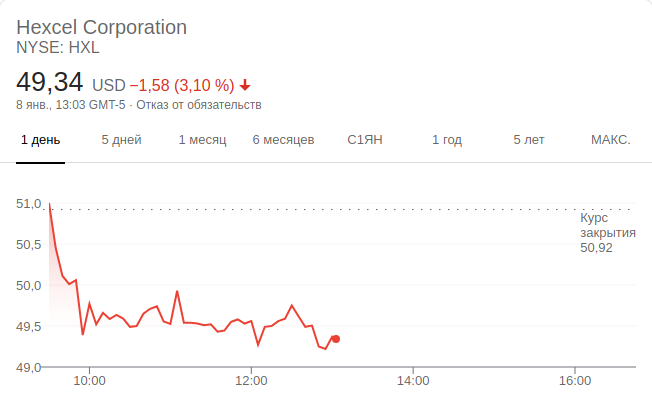 Hexcel Corporation
NYSE: HXL
49,34 USD −1,58 (3,10 %)
8 янв., 13:03 GMT-5 · Отказ от обязательств
1 день 5 дней 1 месяц 6 месяцев С1ЯН 1 год 5 лет МАКС.
51,0
Курс
закрытия
50,5
50,92
50,0
49,5
49,0
10:00 12:00 14:00 16:00